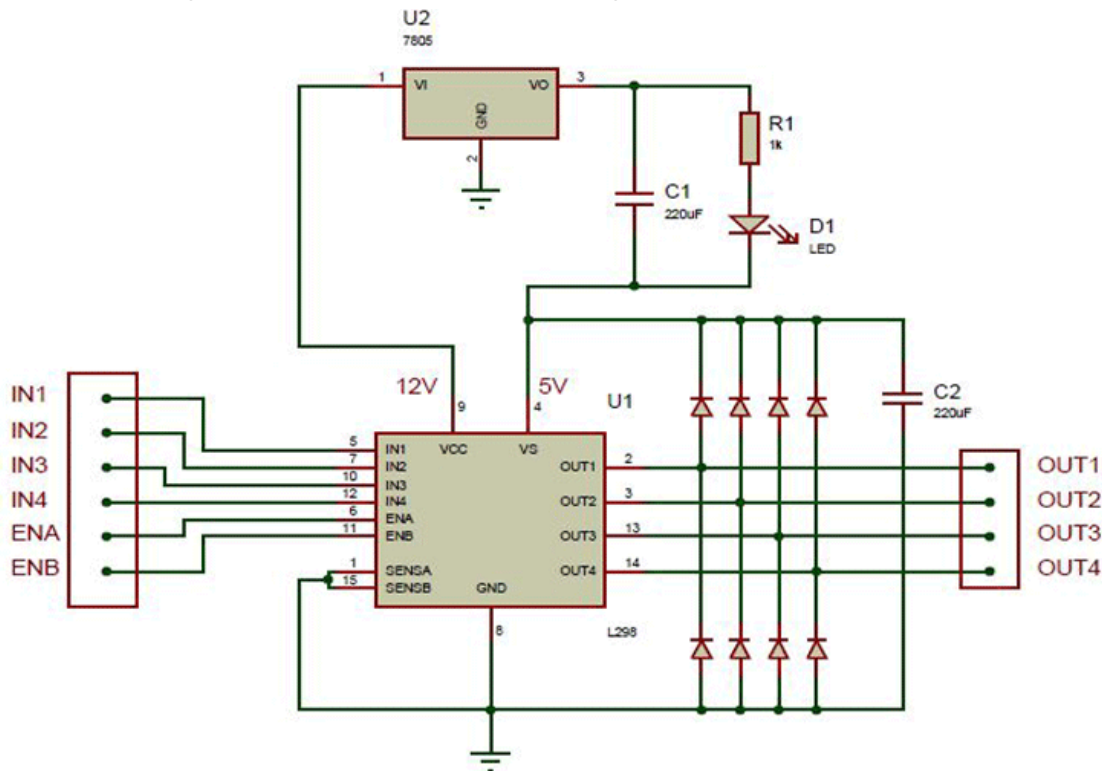 U2
7805
1
VI
VO
3
GND
2
R1
1k
C1
220uF
D1
LED
12V
5V
9
4
U1
C2
220uF
IN1
IN2
IN3
IN4
ENA
ENB
5
7
10
12
6
11
1
15
IN1
IN2
IN3
IN4
ENA
ENB
SENSA
SENSB
VCC
VS
GND
8
OUT1
OUT2
OUT3
OUT4
2
3
13
14
L298
OUT1
OUT2
OUT3
OUT4